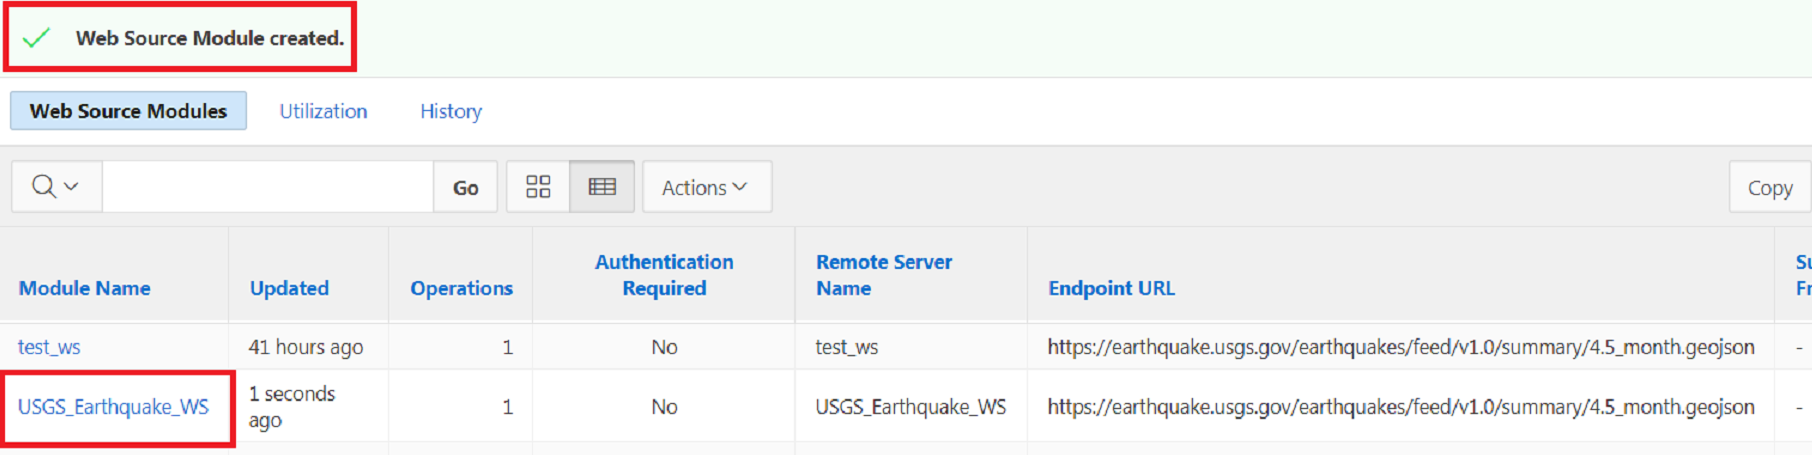 Web Source Module created.
Web Source Modules Utilization History
Go Actions Copy
Authentication Remote Server
Module Name Updated Operations Required Name Endpoint URL
test_ws 41 hours ago 1 No test_ws https://earthquake.usgs.gov/earthquakes/feed/v1.0/summary/4.5_month.geojson -
USGS_Earthquake_WS 1 seconds ago 1 No USGS_Earthquake_WS https://earthquake.usgs.gov/earthquakes/feed/v1.0/summary/4.5_month.geojson -